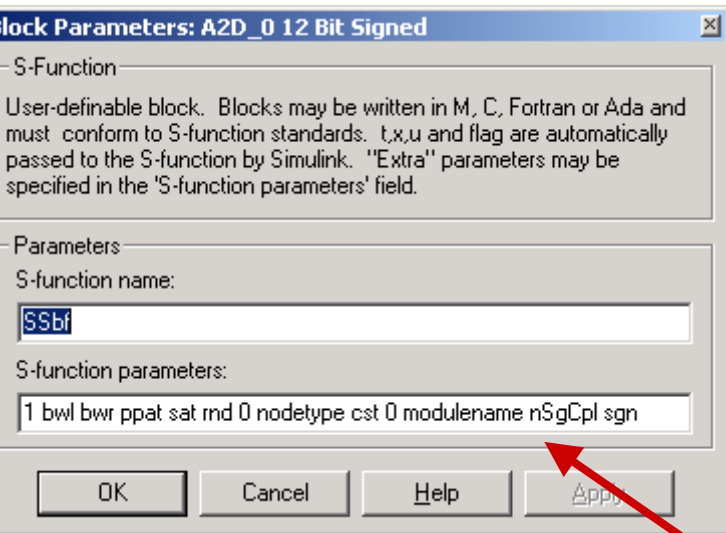 Block Parameters: A2D_0 12 Bit Signed
S-Function
User-definable block.  Blocks may be written in M, C, Fortran or Ada and
must  conform to S-function standards.  t,x,u and flag are automatically
passed to the S-function by Simulink.  "Extra" parameters may be
specified in the 'S-function parameters' field.
Parameters
S-function name:
SSbf
S-function parameters:
1 bwl bwr ppat sat rnd 0 nodetype cst 0 modulename nSgCpl sgn
OK
Cancel
Help
Apply